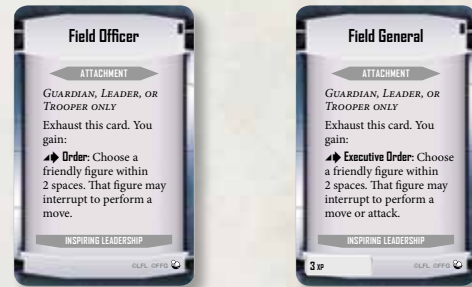 Field Officer
ATTACHMENT
GUARDIAN, LEADER, OR
TROOPER ONLY
Exhaust this card. You
gain:
Order: Choose a
friendly figure within
2 spaces. That figure may
interrupt to perform a
move.
INSPIRING LEADERSHIP
©LFL ©FFG
Field General
ATTACHMENT
GUARDIAN, LEADER, OR
TROOPER ONLY
Exhaust this card. You
gain:
Executive Order: Choose
a friendly figure within
2 spaces. That figure may
interrupt to perform a
move or attack.
INSPIRING LEADERSHIP
3 XP
©LFL ©FFG